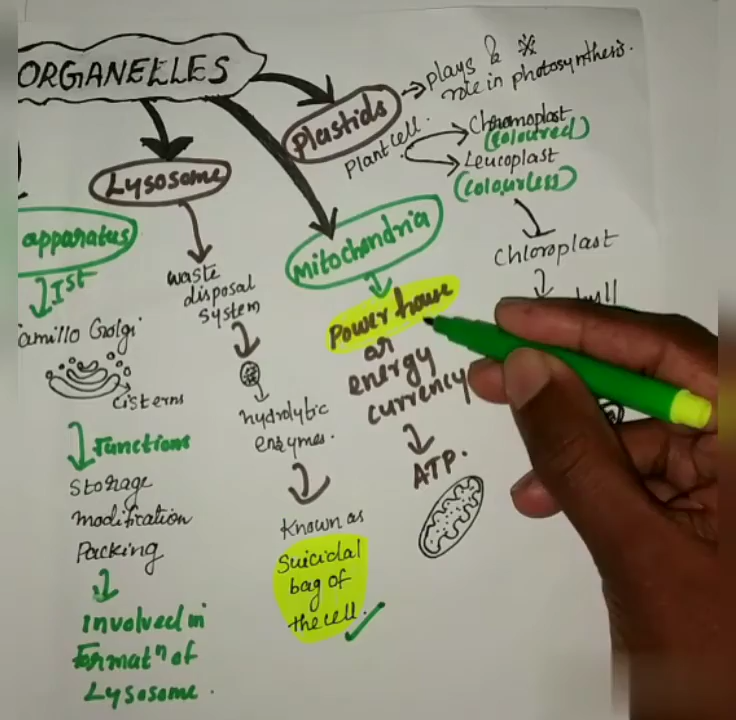 ORGANELLES
Plastids
plays
role in photosynthesis.
Plant cell.
Chromoplast
(coloured)
Leucoplast
(colourless)
Chloroplast
Lysosome
waste
disposal
system
hydrolytic
enzymes.
Known as
Suicidal
bag of
the cell.
Mitochondria
Power house
or
energy
currency
ATP.
apparatus
Ist
Camillo Golgi
cisterns
Functions
Storage
modification
Packing
Involved in
Formatn of
Lysosome.